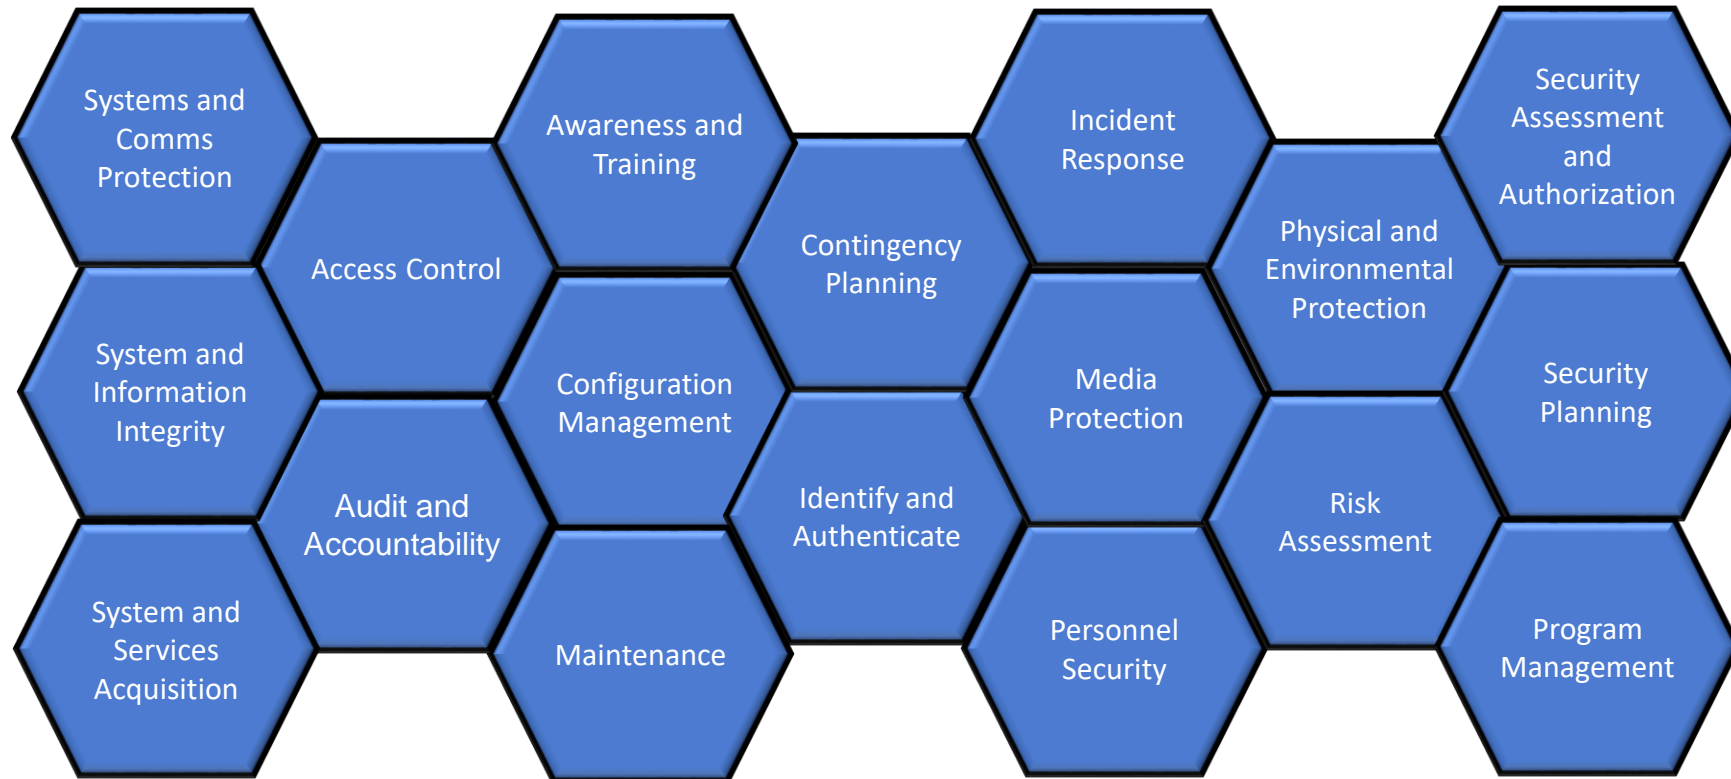 Systems and
Comms
Protection
System and
Information
Integrity
System and
Services
Acquisition
Access Control
Audit and
Accountability
Awareness and
Training
Configuration
Management
Maintenance
Contingency
Planning
Identify and
Authenticate
Incident
Response
Media
Protection
Personnel
Security
Physical and
Environmental
Protection
Risk
Assessment
Security
Assessment
and
Authorization
Security
Planning
Program
Management